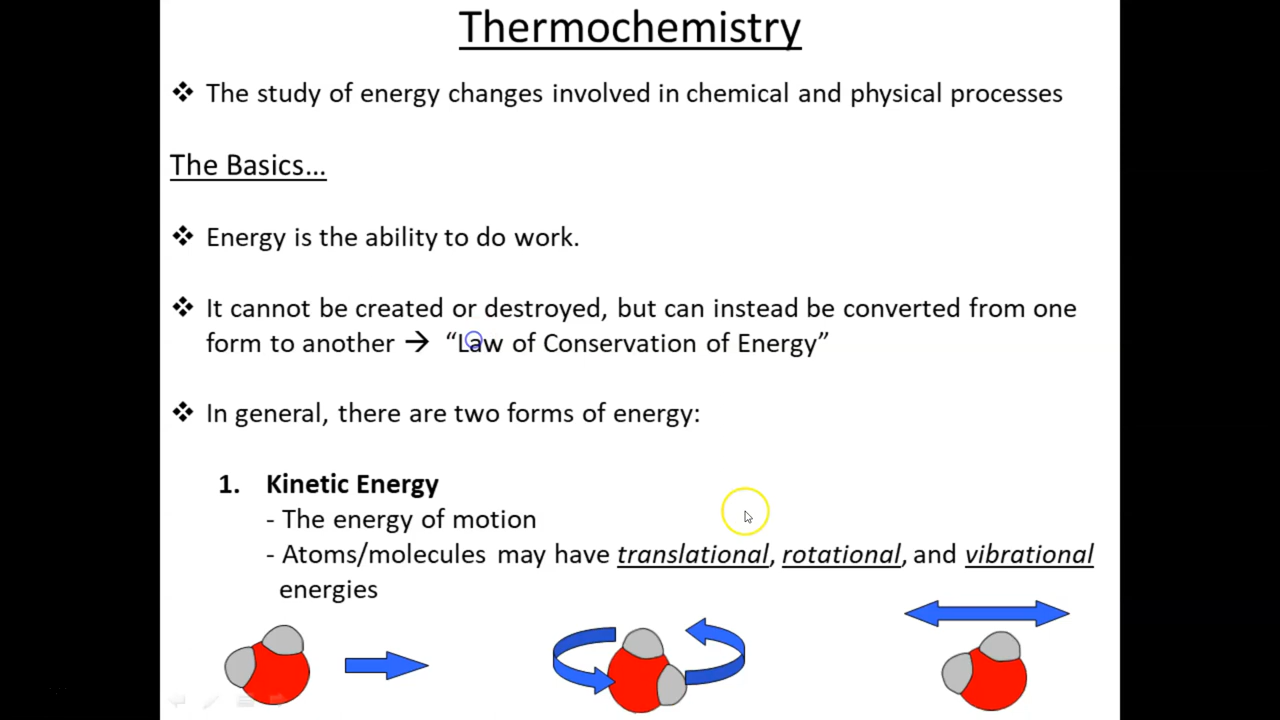 Thermochemistry
❖ The study of energy changes involved in chemical and physical processes
The Basics...
❖ Energy is the ability to do work.
❖ It cannot be created or destroyed, but can instead be converted from one
form to another → “Law of Conservation of Energy”
❖ In general, there are two forms of energy:
1. Kinetic Energy
- The energy of motion
- Atoms/molecules may have translational, rotational, and vibrational
energies